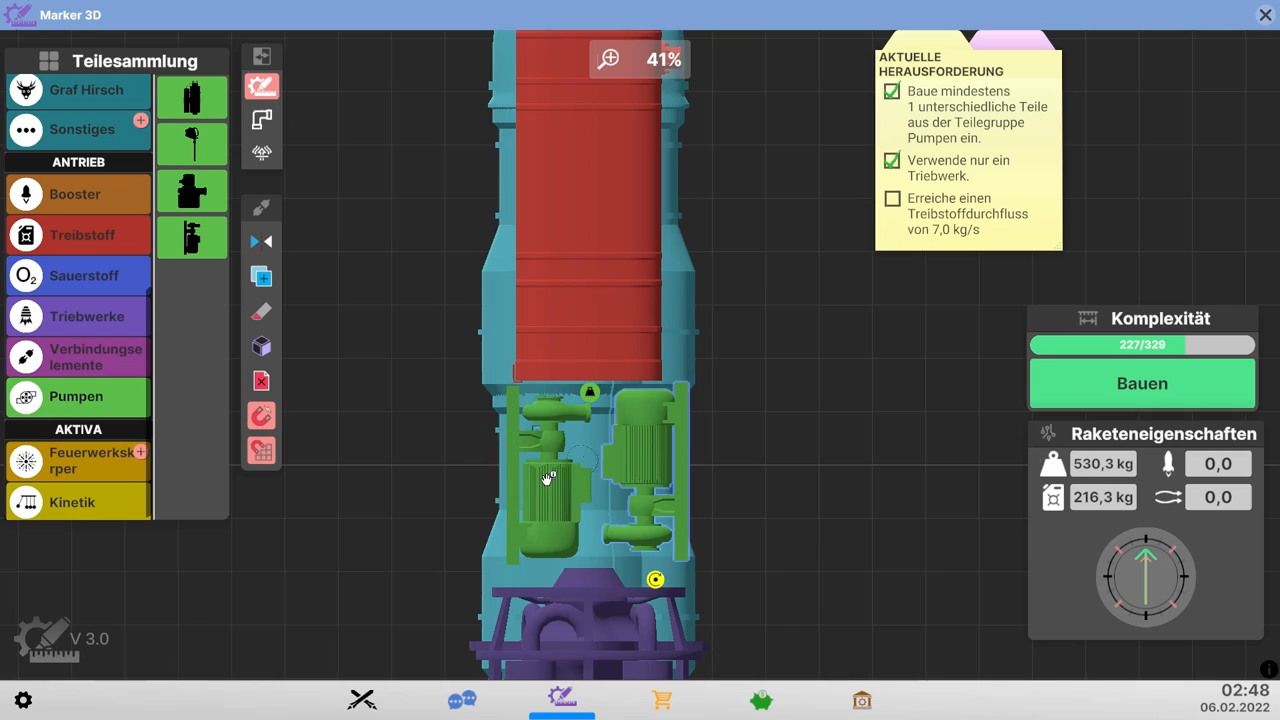 Marker 3D
Teilesammlung
Graf Hirsch
Sonstiges
ANTRIEB
Booster
Treibstoff
O2 Sauerstoff
Triebwerke
Verbindungse
lemente
Pumpen
AKTIVA
Feuerwerksk
rper
Kinetik
V 3.0
41%
AKTUELLE
HERAUSFORDERUNG
Baue mindestens
1 unterschiedliche Teile
aus der Teilegruppe
Pumpen ein.
Verwende nur ein
Triebwerk.
Erreiche einen
Treibstoffdurchfluss
von 7,0 kg/s
Komplexität
227/329
Bauen
Raketeneigenschaften
530,3 kg
0,0
216,3 kg
0,0
02:48
06.02.2022